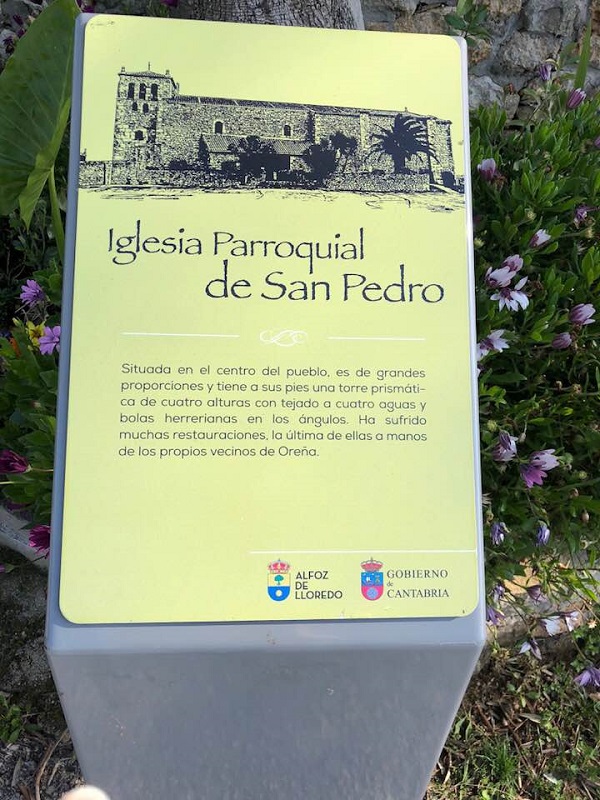 Iglesia Parroquial
de San Pedro
Situada en el centro del pueblo, es de grandes
proporciones y tiene a sus pies una torre prismáti-
ca de cuatro alturas con tejado a cuatro aguas y
bolas herrerianas en los ángulos. Ha sufrido
muchas restauraciones, la última de ellas a manos
de los propios vecinos de Oreña.
ALFOZ
DE
LLOREDO
GOBIERNO
de
CANTABRIA